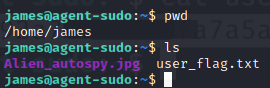 james@agent-sudo:~$ pwd
/home/james
james@agent-sudo:~$ ls
Alien_autospy.jpg  user_flag.txt
james@agent-sudo:~$